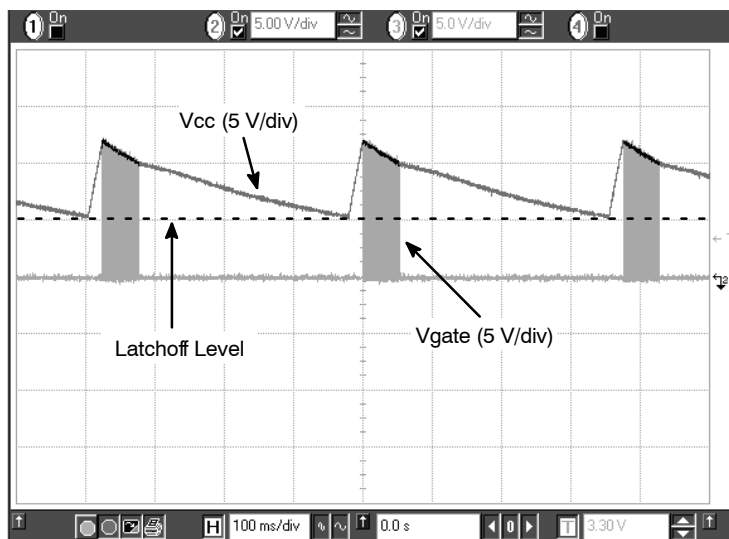 1 On 2 On 5.00 V/div 3 On 5.0 V/div 4 On
Vcc (5 V/div)
Latchoff Level
Vgate (5 V/div)
H 100 ms/div 0.0 s 0 T 3.30 V